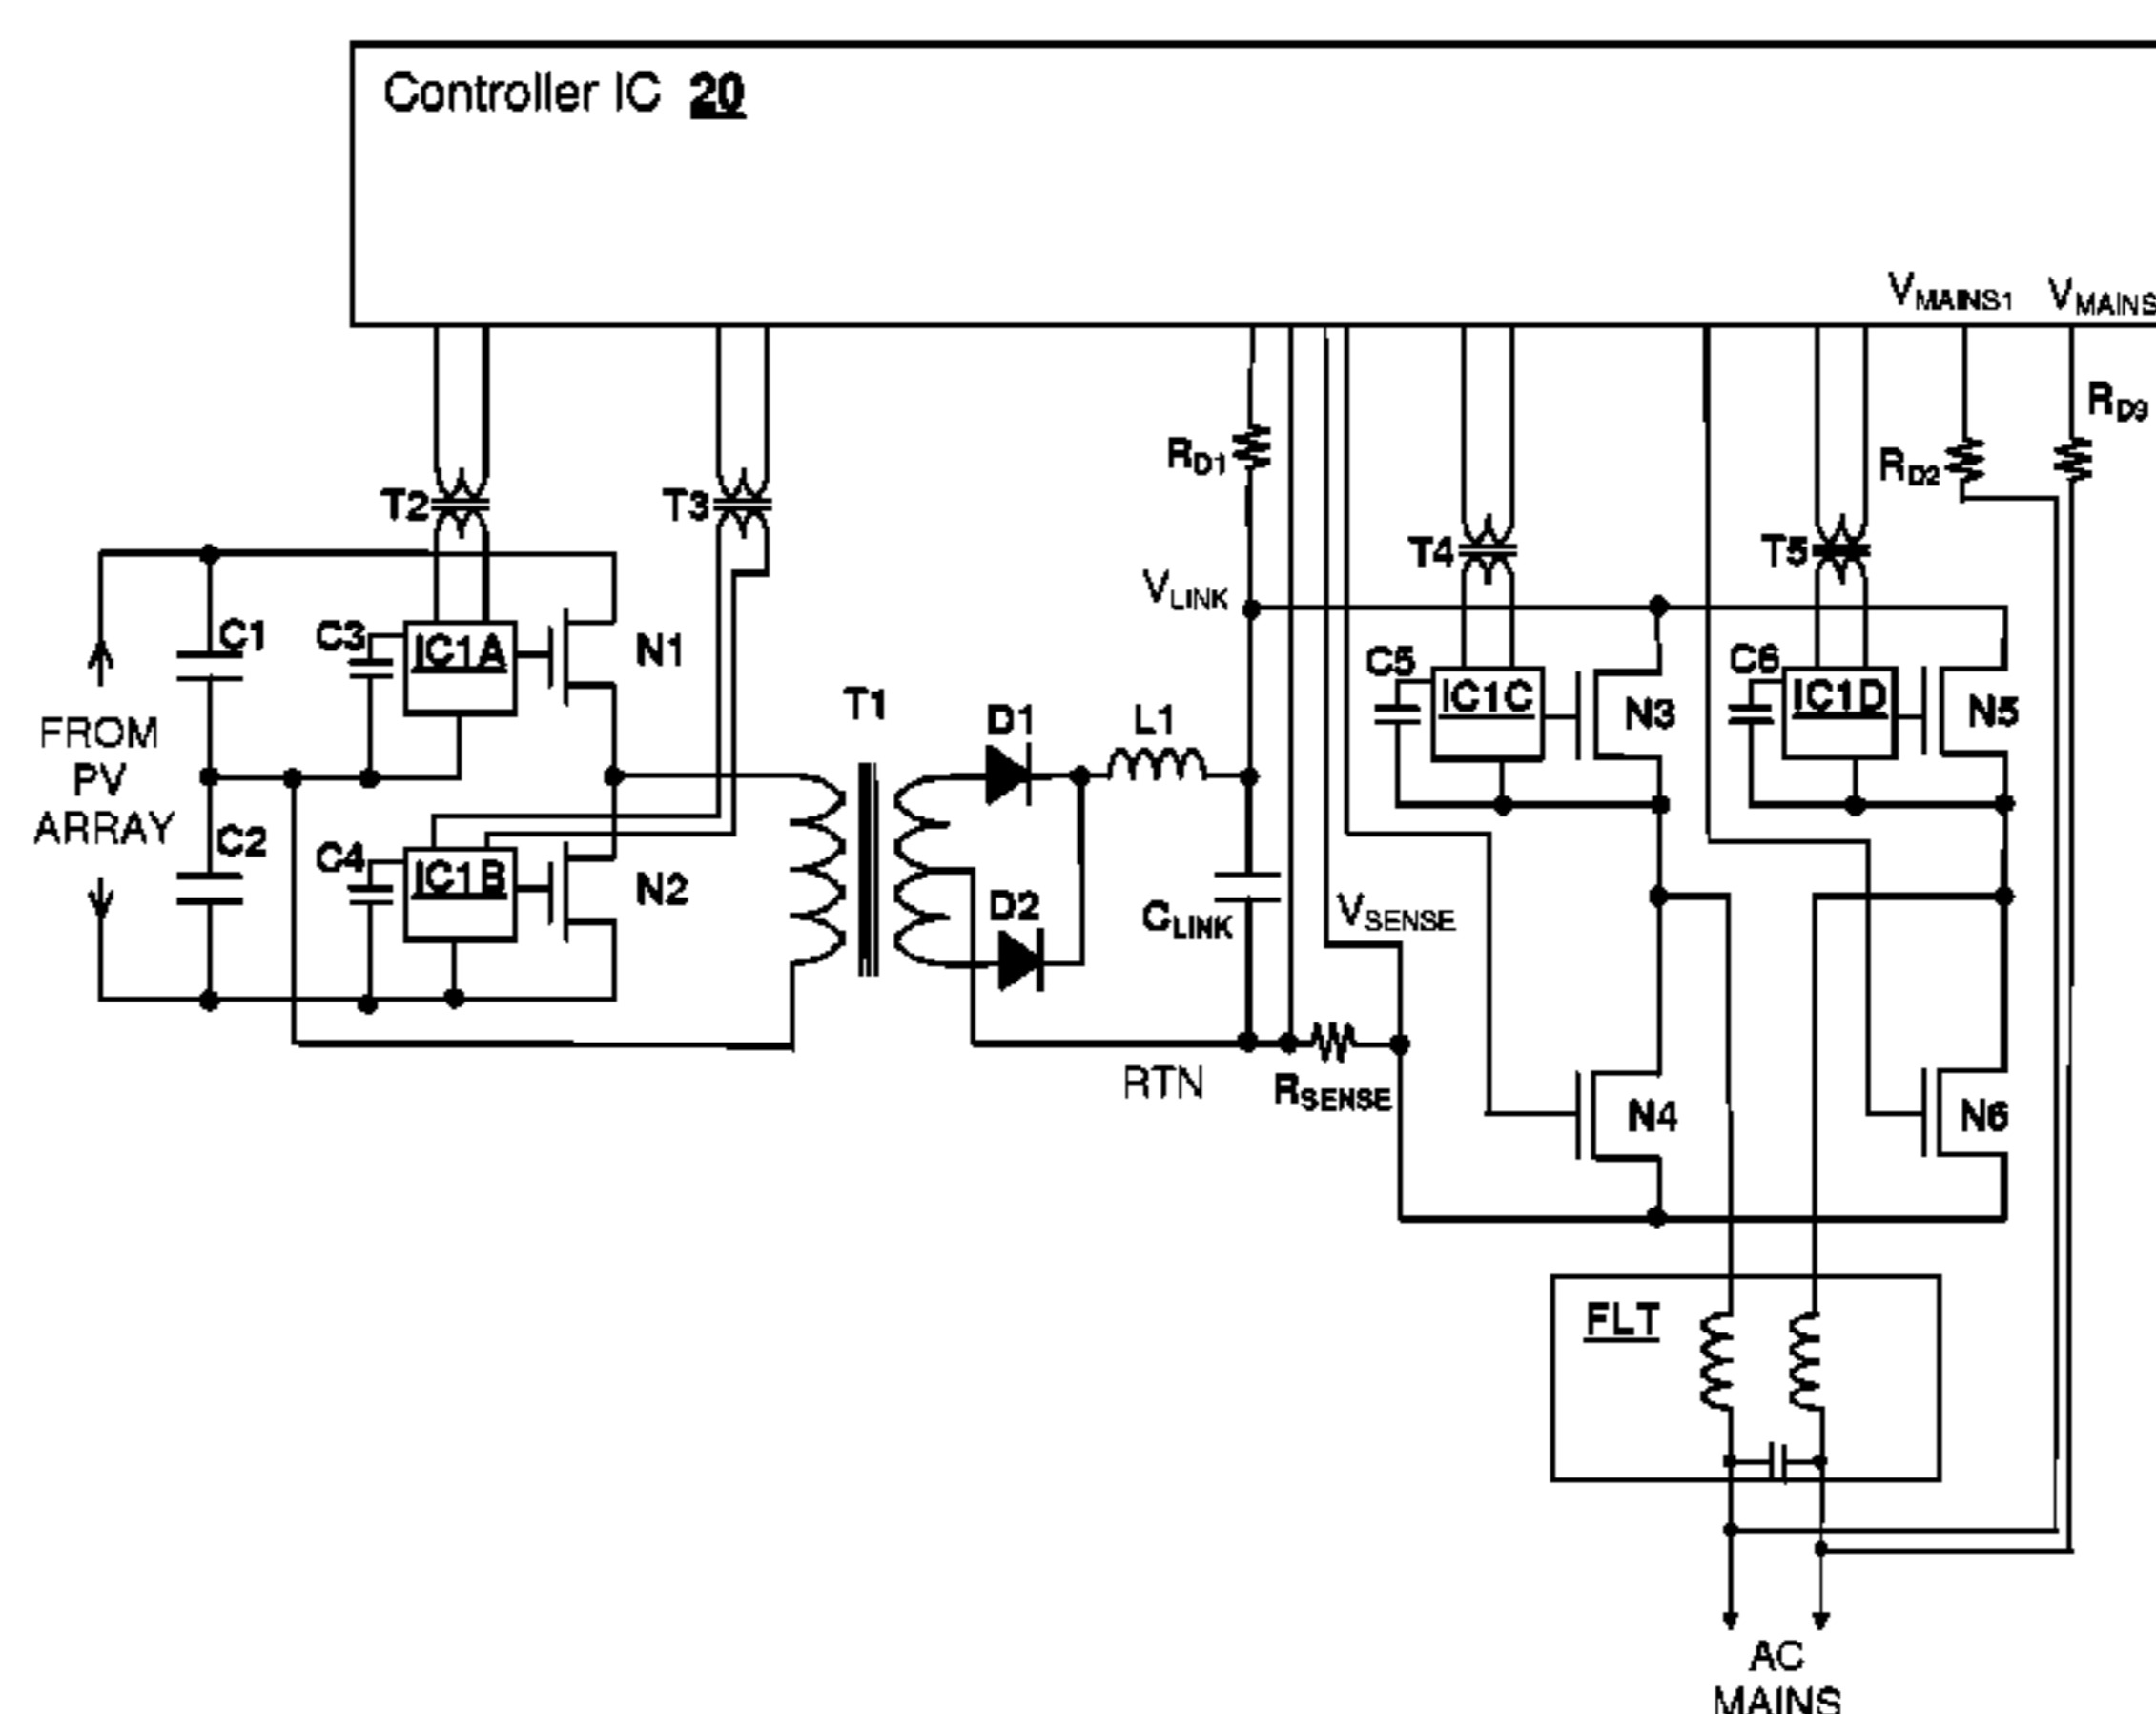 Controller IC 20
VMAINS1
VMAINS
RD3
RD1
RD2
T2
T3
T4
T5
VLINK
C1
C3
IC1A
N1
C5
IC1C
N3
C6
IC1D
N5
T1
D1
L1
FROM
PV
ARRAY
C2
C4
IC1B
N2
D2
CLINK
VSENSE
RTN
RSENSE
N4
N6
FLT
AC
MAINS